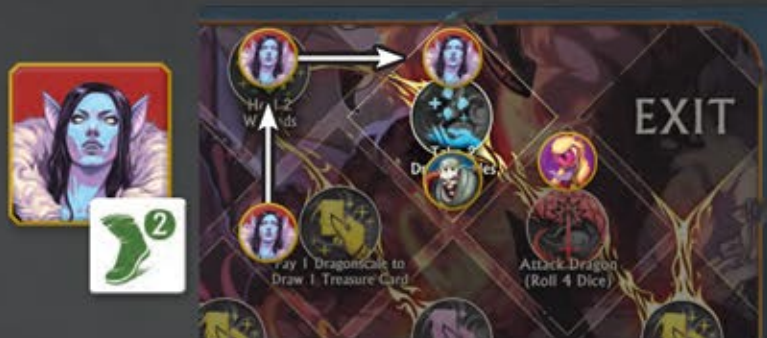 EXIT
2
Pay 1 Dragonscale to
Draw 1 Treasure Card
Attack Dragon
(Roll 4 Dice)